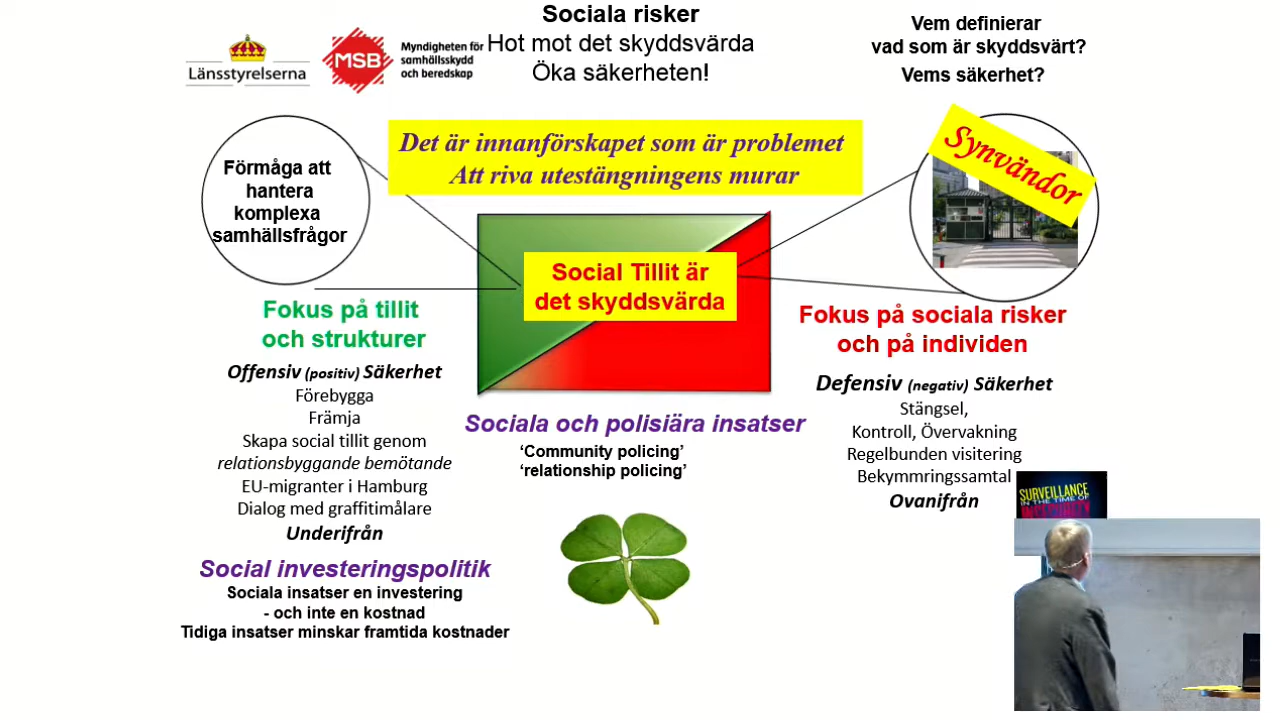 Sociala risker
Hot mot det skyddsvärda
Öka säkerheten!
Vem definierar
vad som är skyddsvärt?
Vems säkerhet?
Länsstyrelserna
MSB
Myndigheten för
samhällsskydd
och beredskap
Det är innanförskapet som är problemet
Att riva utestängningens murar
Synvändor
Förmåga att
hantera
komplexa
samhällsfrågor
Social Tillit är
det skyddsvärda
Fokus på tillit
och strukturer
Offensiv (positiv) Säkerhet
Förebygga
Främja
Skapa social tillit genom
relationsbyggande bemötande
EU-migranter i Hamburg
Dialog med graffitimålare
Underifrån
Social investeringspolitik
Sociala insatser en investering
- och inte en kostnad
Tidiga insatser minskar framtida kostnader
Sociala och polisiära insatser
‘Community policing’
‘relationship policing’
Fokus på sociala risker
och på individen
Defensiv (negativ) Säkerhet
Stängsel,
Kontroll, Övervakning
Regelbunden visitering
Bekymmringssamtal
Ovanifrån
SURVEILLANCE
IN THE TIME OF
INSECURITY